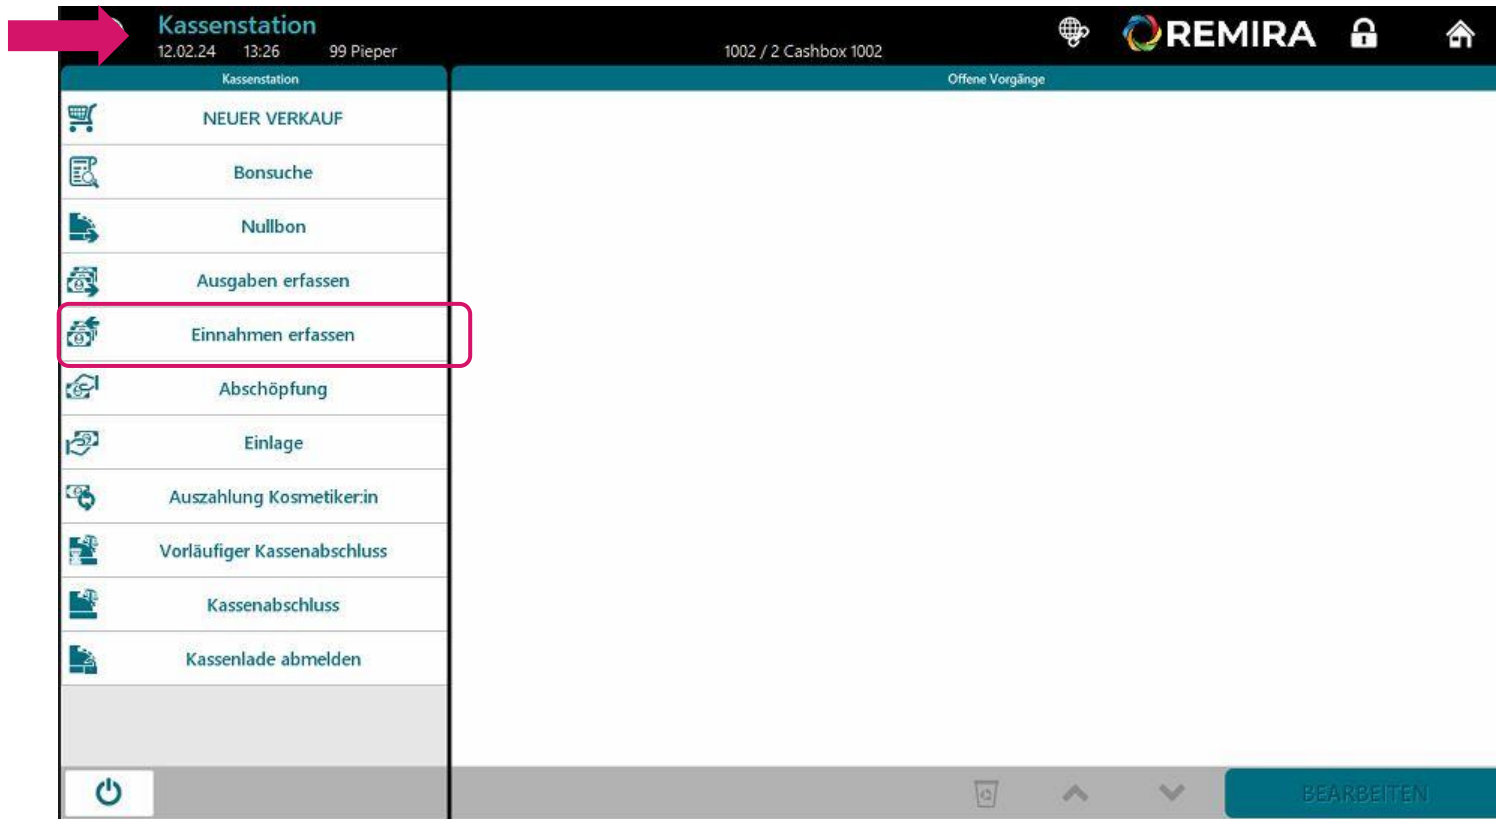 Kassenstation
12.02.24 13:26 99 Pieper 1002 / 2 Cashbox 1002
REMIRA
Kassenstation
Offene Vorgänge
NEUER VERKAUF
Bonsuche
Nullbon
Ausgaben erfassen
Einnahmen erfassen
Abschöpfung
Einlage
Auszahlung Kosmetiker:in
Vorläufiger Kassenabschluss
Kassenabschluss
Kassenlade abmelden
BEARBEITEN